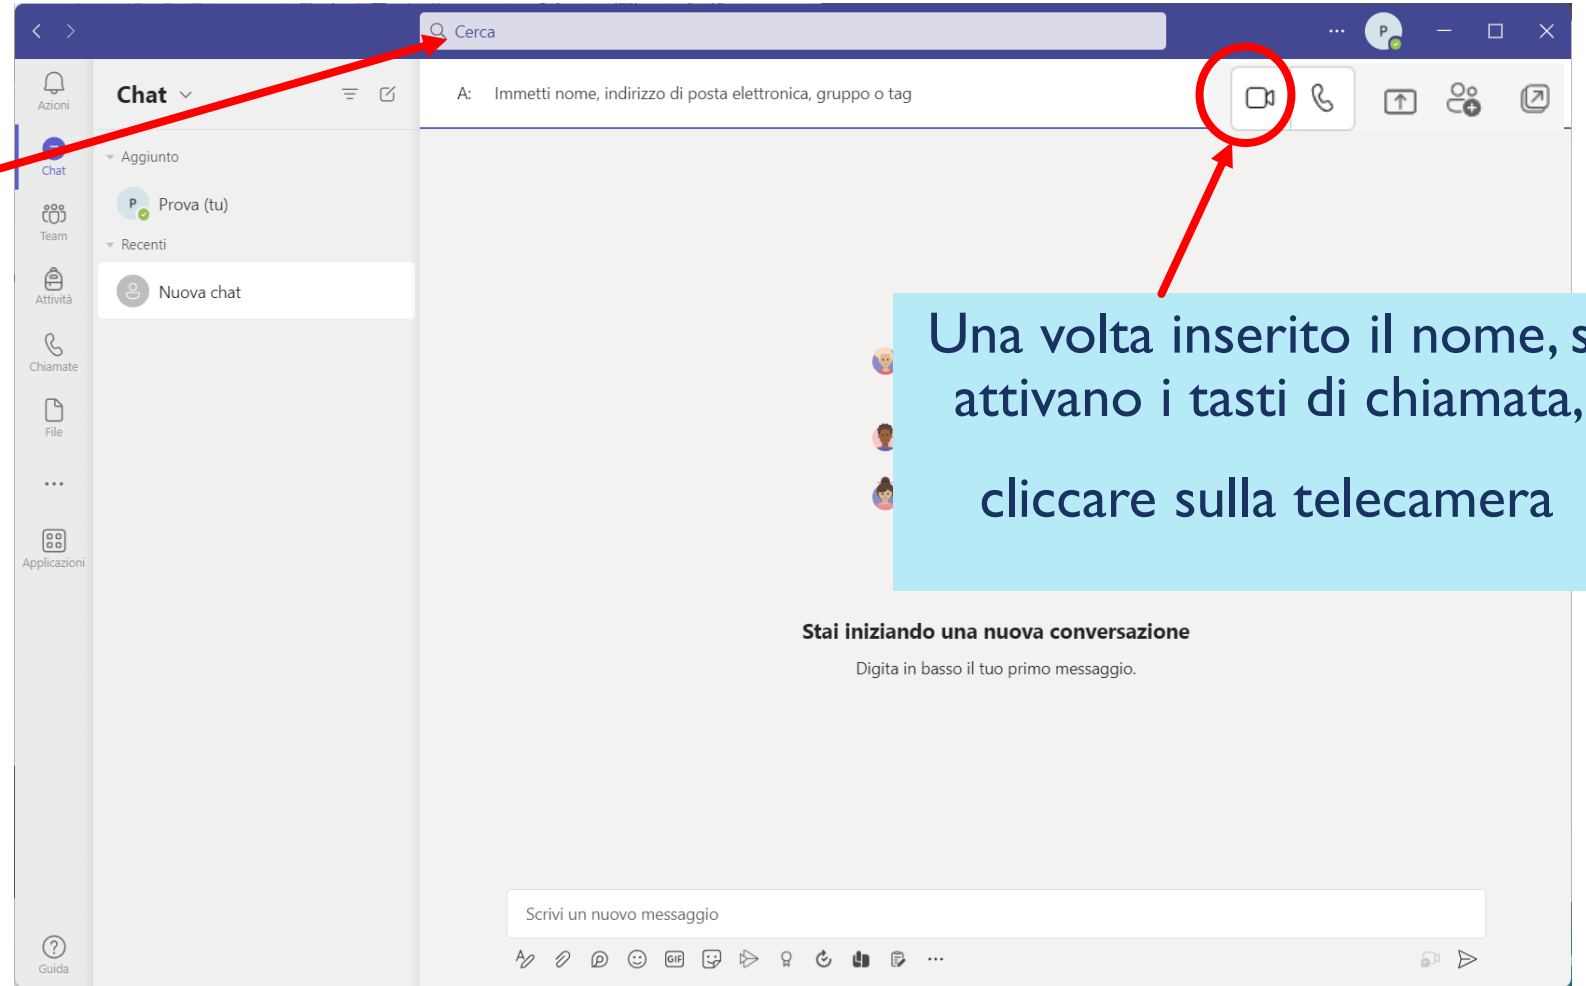 Cerca
P
Azioni
Chat
A: Immetti nome, indirizzo di posta elettronica, gruppo o tag
Chat
Aggiunto
P Prova (tu)
Team
Recenti
Attività
Nuova chat
Chiamate
File
Applicazioni
Una volta inserito il nome, s
attivano i tasti di chiamata,
cliccare sulla telecamera
Stai iniziando una nuova conversazione
Digita in basso il tuo primo messaggio.
Scrivi un nuovo messaggio
GIF
Guida